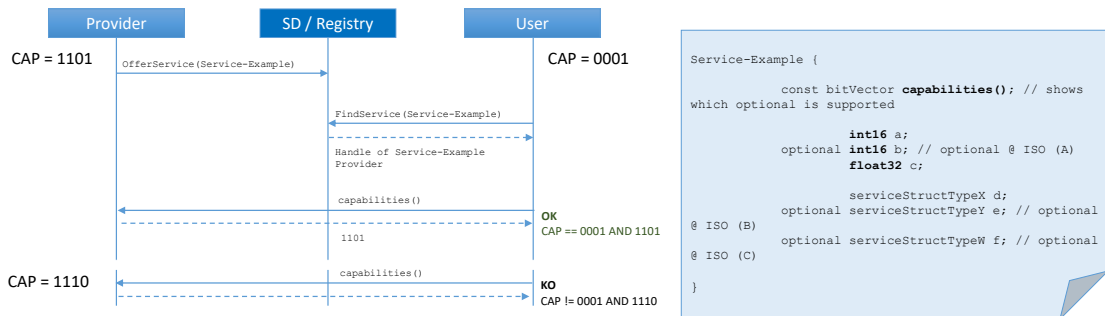 Provider
SD / Registry
User
CAP = 1101
OfferService(Service-Example)
CAP = 0001
FindService(Service-Example)
Handle of Service-Example
Provider
capabilities()
OK
CAP == 0001 AND 1101
1101
CAP = 1110
capabilities()
KO
CAP != 0001 AND 1110
Service-Example {
const bitVector capabilities(); // shows
which optional is supported
int16 a;
optional int16 b; // optional @ ISO (A)
float32 c;
serviceStructTypeX d;
optional serviceStructTypeY e; // optional
@ ISO (B)
optional serviceStructTypeW f; // optional
@ ISO (C)
}